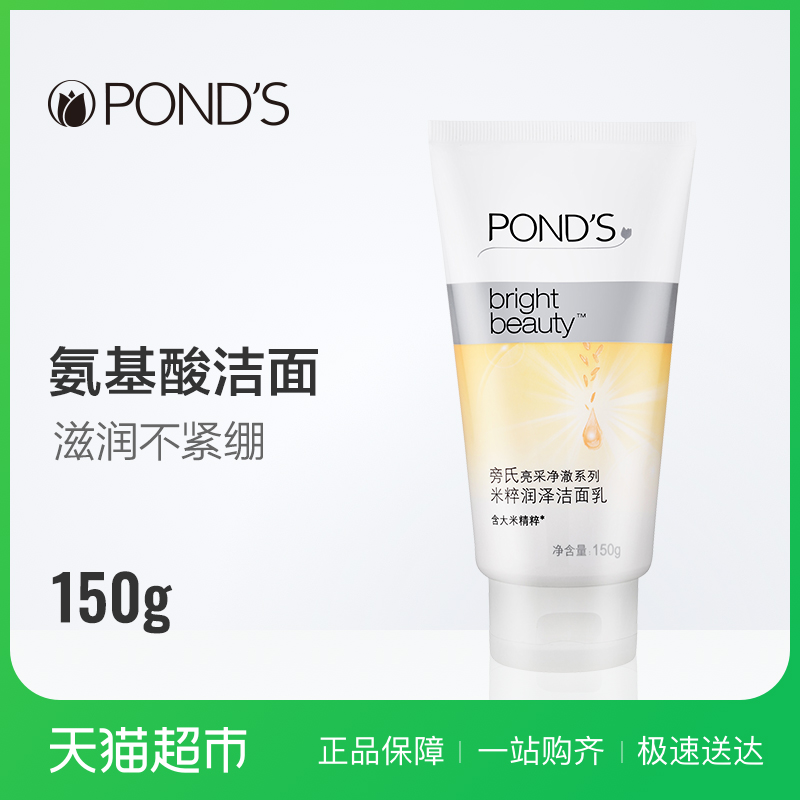 POND'S
氨基酸洁面
滋润不紧绷
150g
POND'S
bright
beauty™
旁氏亮采净澈系列
米粹润泽洁面乳
含大米精粹*
净含量:150g
天猫超市
正品保障 | 一站购齐 | 极速送达